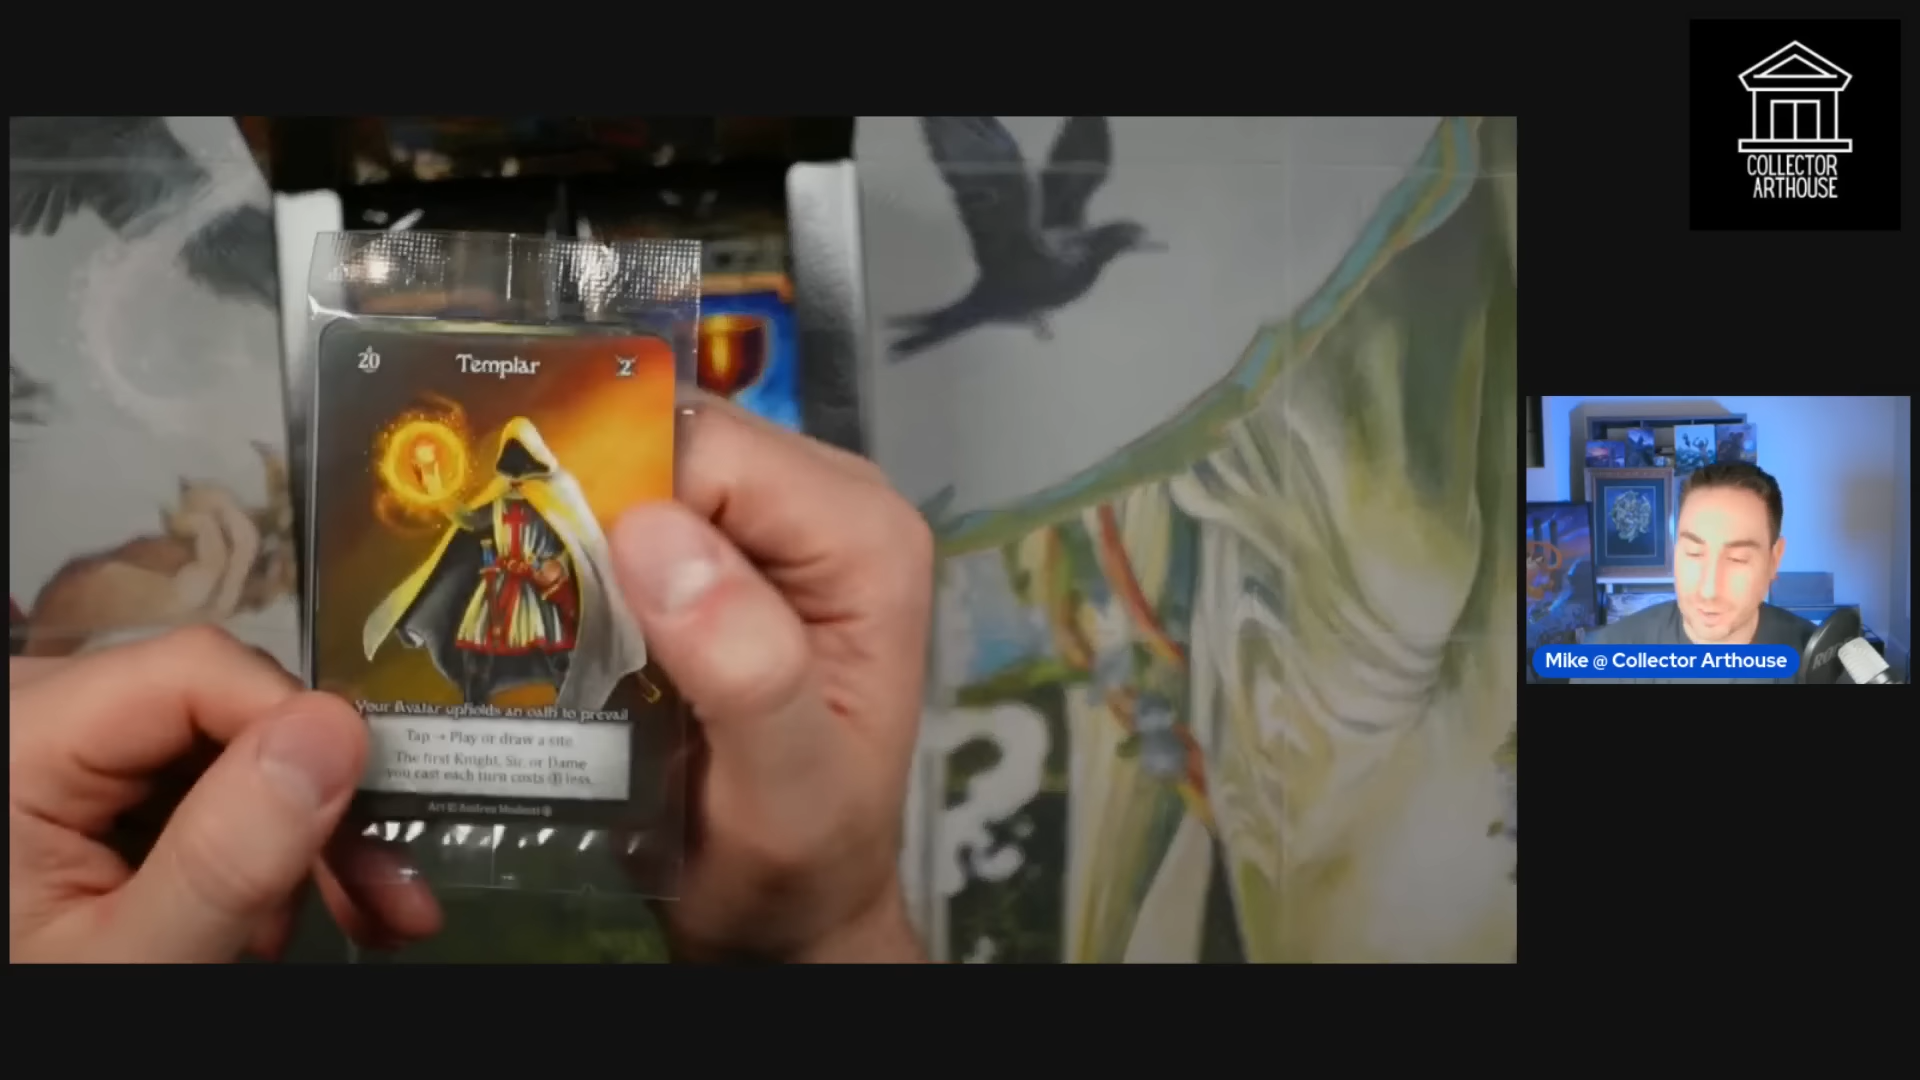 COLLECTOR
ARTHOUSE
20
Templar
2
Your Avatar upholds an oath to prevail
Tap → Play or draw a site.
The first Knight, Sir, or Dame
you cast each turn costs ① less.
Mike @ Collector Arthouse